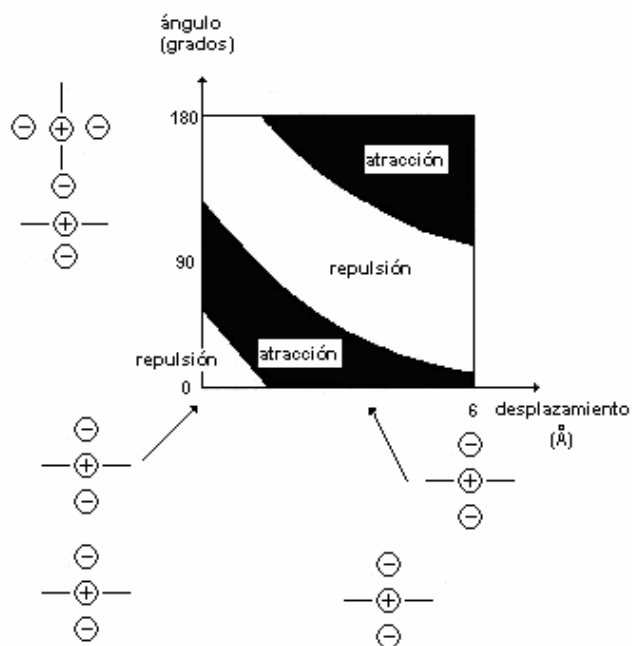 ángulo
(grados)
180
atracción
90
repulsión
repulsión
atracción
0
6
desplazamiento
(Å)